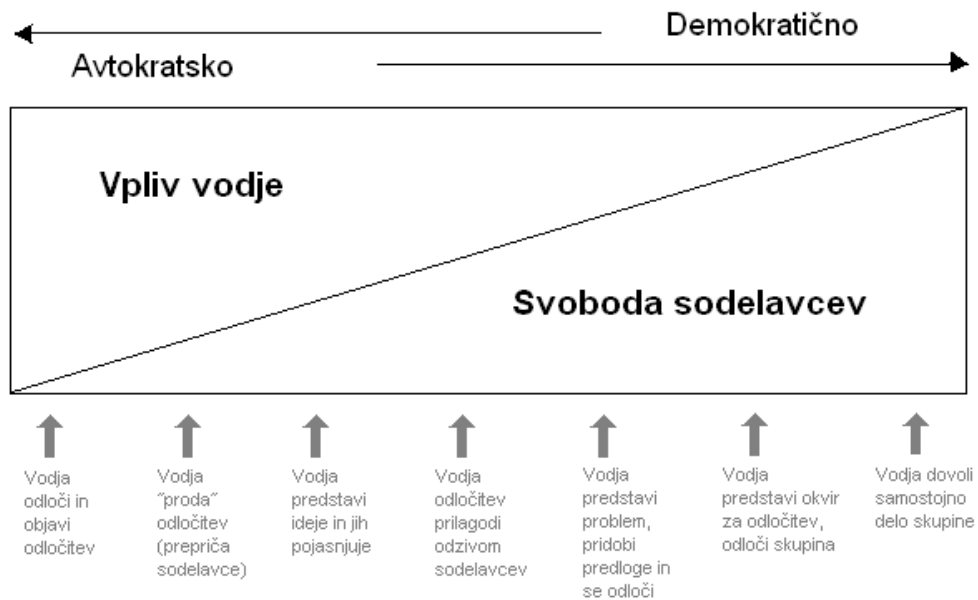 Demokratično
Avtokratsko
Vpliv vodje
Svoboda sodelavcev
Vodja
odloči in
objavi
odločitev
Vodja
"proda"
odločitev
(prepriča
sodelavce)
Vodja
predstavi
ideje in jih
pojasnjuje
Vodja
odločitev
prilagodi
odzivom
sodelavcev
Vodja
predstavi
problem,
pridobi
predloge in
se odloči
Vodja
predstavi okvir
za odločitev,
odloči skupina
Vodja dovoli
samostojno
delo skupine